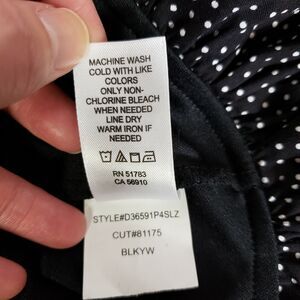 MACHINE WASH
COLD WITH LIKE
COLORS
ONLY NON-
CHLORINE BLEACH
WHEN NEEDED
LINE DRY
WARM IRON IF
NEEDED
RN 51783
CA 56910
STYLE#D36591P4SLZ
CUT#81175
BLKYW